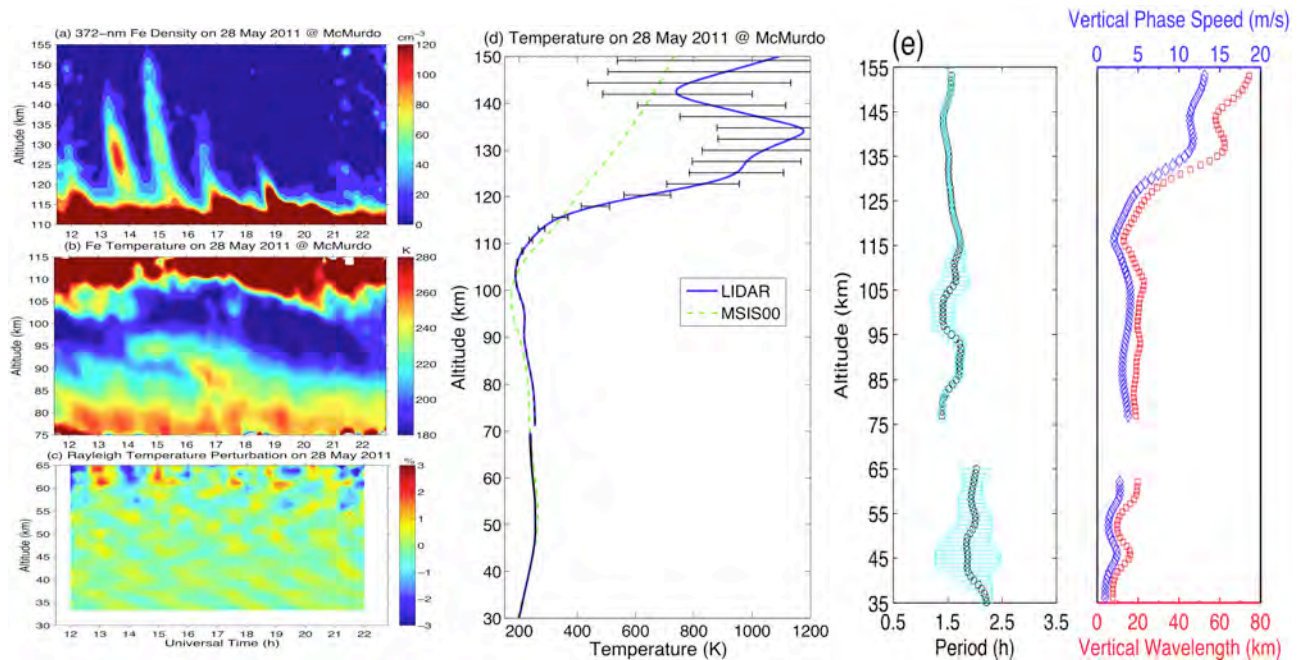 (a) 372-nm Fe Density on 28 May 2011 @ McMurdo
cm⁻³
155
150
145
140
135
130
125
120
115
110
Altitude (km)
12 13 14 15 16 17 18 19 20 21 22
120
100
80
60
40
20
0
(b) Fe Temperature on 28 May 2011 @ McMurdo
K
115
110
105
100
95
90
85
80
75
Altitude (km)
12 13 14 15 16 17 18 19 20 21 22
280
260
240
220
200
180
(c) Rayleigh Temperature Perturbation on 28 May 2011
%
65
60
55
50
45
40
35
30
Altitude (km)
12 13 14 15 16 17 18 19 20 21 22
Universal Time (h)
3
2
1
0
-1
-2
-3
(d) Temperature on 28 May 2011 @ McMurdo
150
140
130
120
110
100
90
80
70
60
50
40
30
Altitude (km)
LIDAR
MSIS00
200 400 600 800 1000 1200
Temperature (K)
(e)
155
135
115
95
75
55
35
Altitude (km)
0.5 1.5 2.5 3.5
Period (h)
Vertical Phase Speed (m/s)
0 5 10 15 20
0 20 40 60 80
Vertical Wavelength (km)